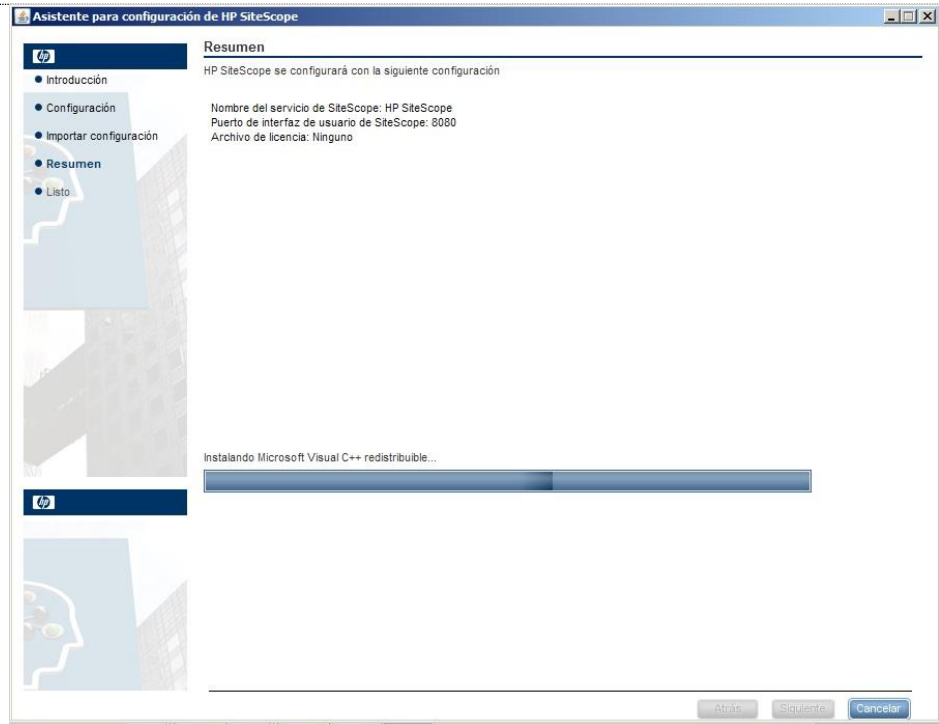 Asistente para configuración de HP SiteScope
hp
Introducción
Configuración
Importar configuración
Resumen
Listo
Resumen
HP SiteScope se configurará con la siguiente configuración
Nombre del servicio de SiteScope: HP SiteScope
Puerto de interfaz de usuario de SiteScope: 8080
Archivo de licencia: Ninguno
Instalando Microsoft Visual C++ redistribuible...
hp
Atrás Siguiente Cancelar